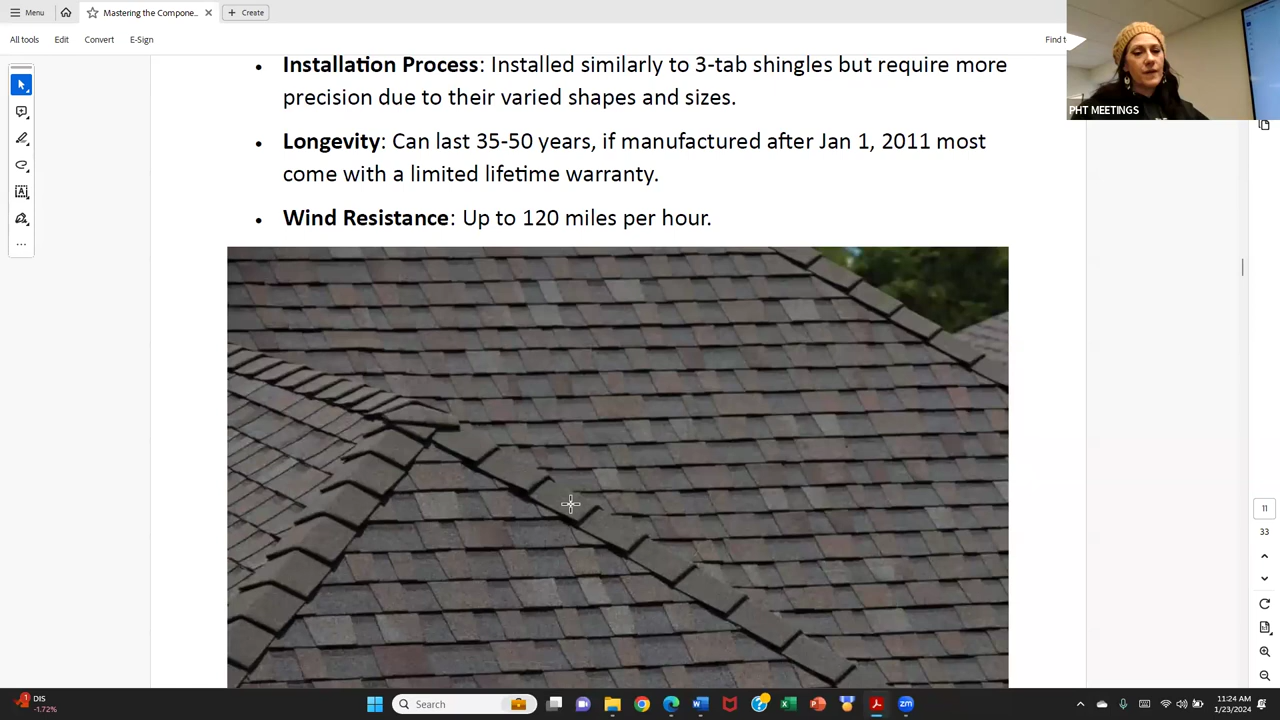 Menu
Mastering the Compone...
Create
All tools
Edit
Convert
E-Sign
Find t
PHT MEETINGS
• Installation Process: Installed similarly to 3-tab shingles but require more
precision due to their varied shapes and sizes.
• Longevity: Can last 35-50 years, if manufactured after Jan 1, 2011 most
come with a limited lifetime warranty.
• Wind Resistance: Up to 120 miles per hour.
11
33
1
DIS
-1.72%
Search
11:24 AM
1/23/2024